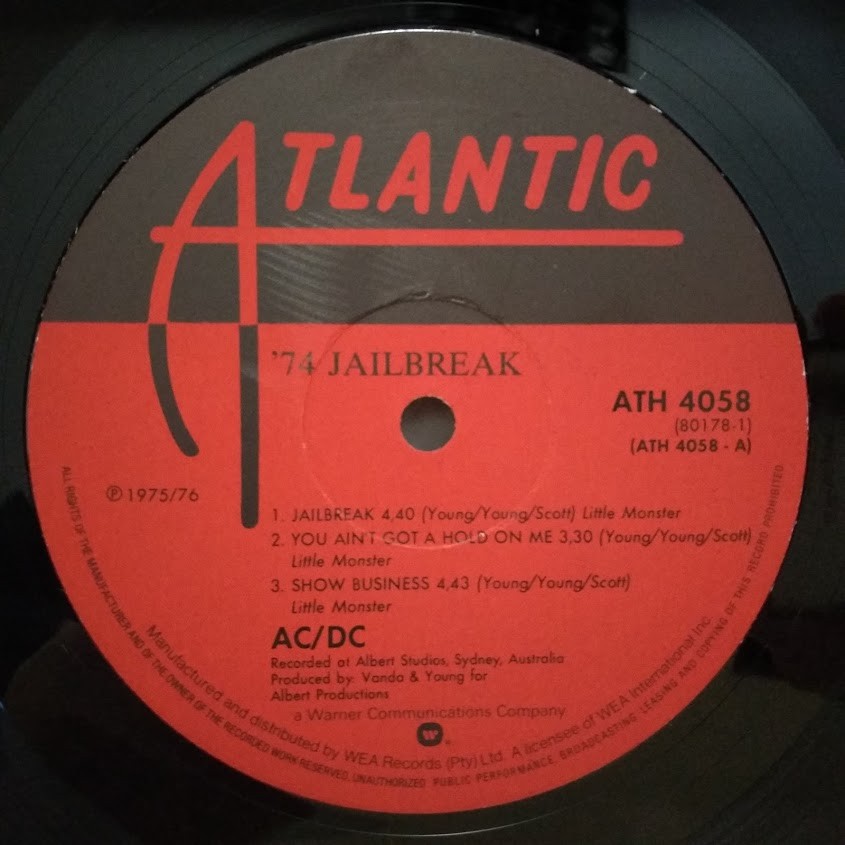 ATLANTIC
'74 JAILBREAK
ATH 4058
(80178-1)
(ATH 4058 - A)
℗ 1975/76
1. JAILBREAK 4,40 (Young/Young/Scott) Little Monster
2. YOU AIN'T GOT A HOLD ON ME 3,30 (Young/Young/Scott)
Little Monster
3. SHOW BUSINESS 4,43 (Young/Young/Scott)
Little Monster
AC/DC
Recorded at Albert Studios, Sydney, Australia
Produced by: Vanda & Young for
Albert Productions
a Warner Communications Company
Manufactured and distributed by WEA Records (Pty) Ltd. A licensee of WEA International Inc.
ALL RIGHTS OF THE MANUFACTURER AND OF THE OWNER OF THE RECORDED WORK RESERVED, UNAUTHORIZED PUBLIC PERFORMANCE, BROADCASTING, LEASING AND COPYING OF THIS RECORD PROHIBITED